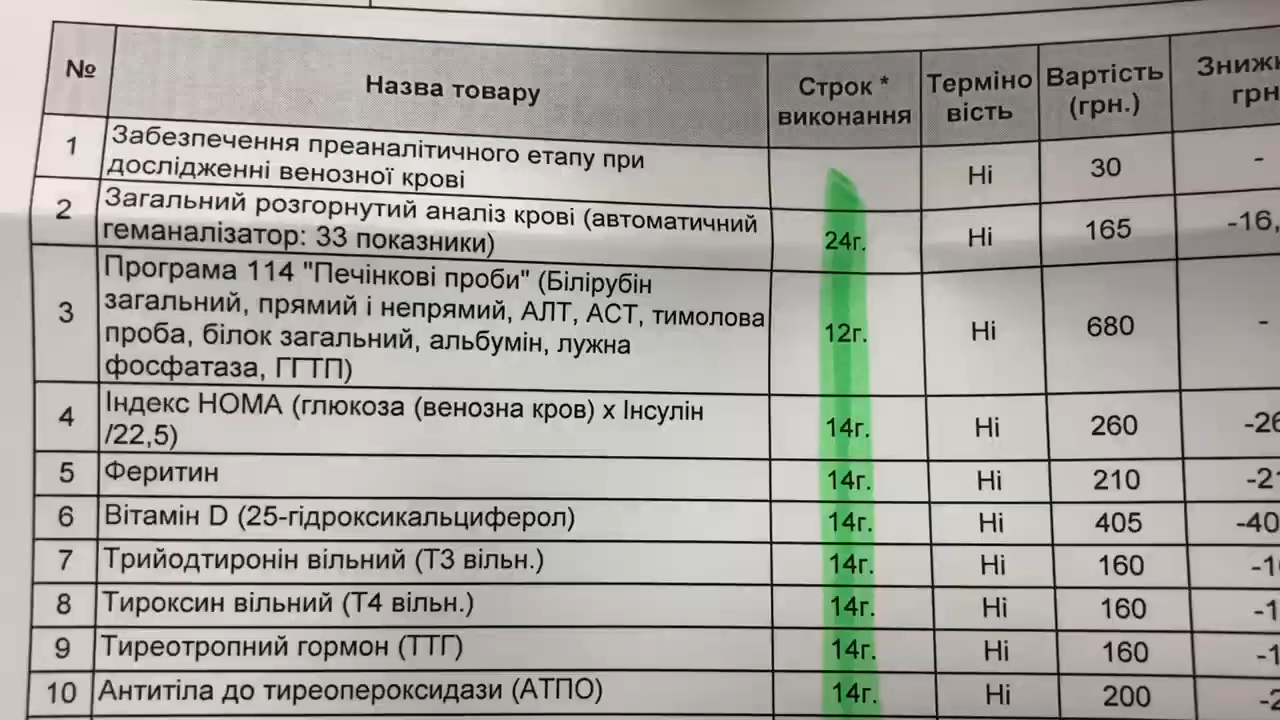 № Назва товару Строк * виконання Терміно вість Вартість (грн.)
1 Забезпечення преаналітичного етапу при
дослідженні венозної крові Ні 30 -
2 Загальний розгорнутий аналіз крові (автоматичний
геманалізатор: 33 показники) 24г. Ні 165 -16,
3 Програма 114 "Печінкові проби" (Білірубін
загальний, прямий і непрямий, АЛТ, АСТ, тимолова
проба, білок загальний, альбумін, лужна
фосфатаза, ГГТП) 12г. Ні 680 -
4 Індекс НОМА (глюкоза (венозна кров) х Інсулін
/22,5) 14г. Ні 260 -26
5 Феритин 14г. Ні 210 -21
6 Вітамін D (25-гідроксикальциферол) 14г. Ні 405 -40
7 Трийодтиронін вільний (Т3 вільн.) 14г. Ні 160 -1
8 Тироксин вільний (Т4 вільн.) 14г. Ні 160 -1
9 Тиреотропний гормон (ТТГ) 14г. Ні 160 -1
10 Антитіла до тиреопероксидази (АТПО) 14г. Ні 200 -2